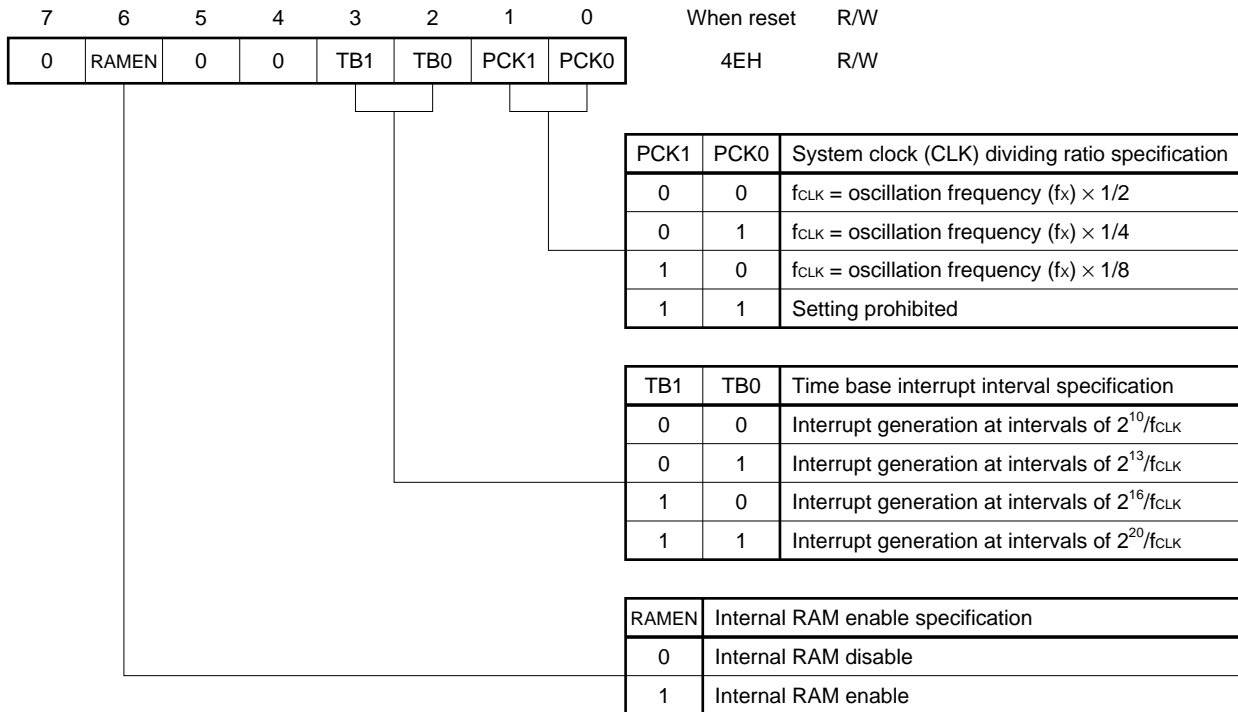 7 6 5 4 3 2 1 0 When reset R/W
0 RAMEN 0 0 TB1 TB0 PCK1 PCK0 4EH R/W
PCK1 PCK0 System clock (CLK) dividing ratio specification
0 0 fCLK = oscillation frequency (fX) × 1/2
0 1 fCLK = oscillation frequency (fX) × 1/4
1 0 fCLK = oscillation frequency (fX) × 1/8
1 1 Setting prohibited
TB1 TB0 Time base interrupt interval specification
0 0 Interrupt generation at intervals of 2^10/fCLK
0 1 Interrupt generation at intervals of 2^13/fCLK
1 0 Interrupt generation at intervals of 2^16/fCLK
1 1 Interrupt generation at intervals of 2^20/fCLK
RAMEN Internal RAM enable specification
0 Internal RAM disable
1 Internal RAM enable